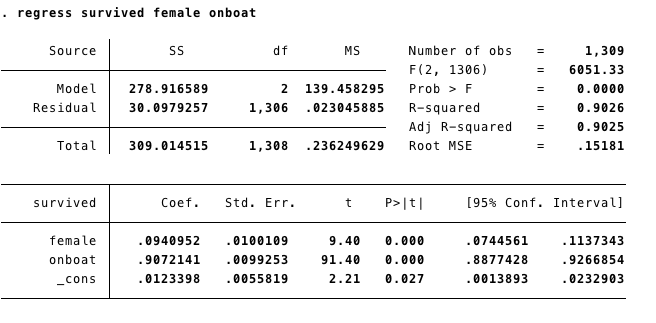 . regress survived female onboat
Source SS df MS Number of obs = 1,309
F(2, 1306) = 6051.33
Model 278.916589 2 139.458295 Prob > F = 0.0000
Residual 30.0979257 1,306 .023045885 R-squared = 0.9026
Adj R-squared = 0.9025
Total 309.014515 1,308 .236249629 Root MSE = .15181
survived Coef. Std. Err. t P>|t| [95% Conf. Interval]
female .0940952 .0100109 9.40 0.000 .0744561 .1137343
onboat .9072141 .0099253 91.40 0.000 .8877428 .9266854
_cons .0123398 .0055819 2.21 0.027 .0013893 .0232903